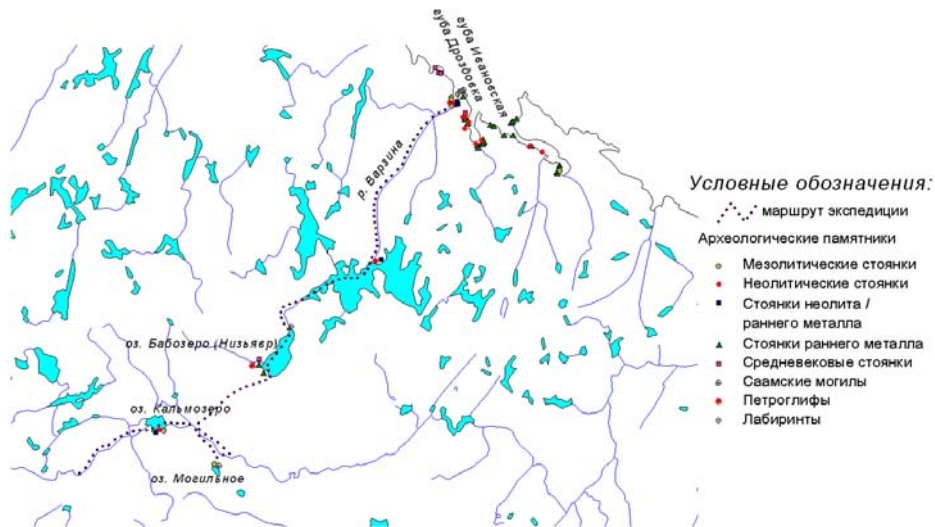 губа Ивановская
губа Дроздовка
р. Варзина
оз. Бабозеро (Низьявр)
оз. Кальмозеро
оз. Могильное
Условные обозначения:
маршрут экспедиции
Археологические памятники
Мезолитические стоянки
Неолитические стоянки
Стоянки неолита /
раннего металла
Стоянки раннего металла
Средневековые стоянки
Саамские могилы
Петроглифы
Лабиринты